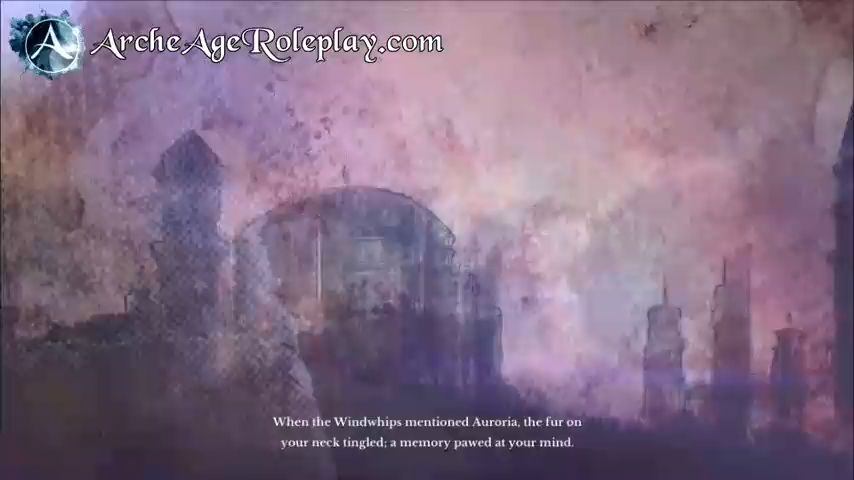 ArcheAgeRoleplay.com
When the Windwhips mentioned Auroria, the fur on
your neck tingled; a memory pawed at your mind.